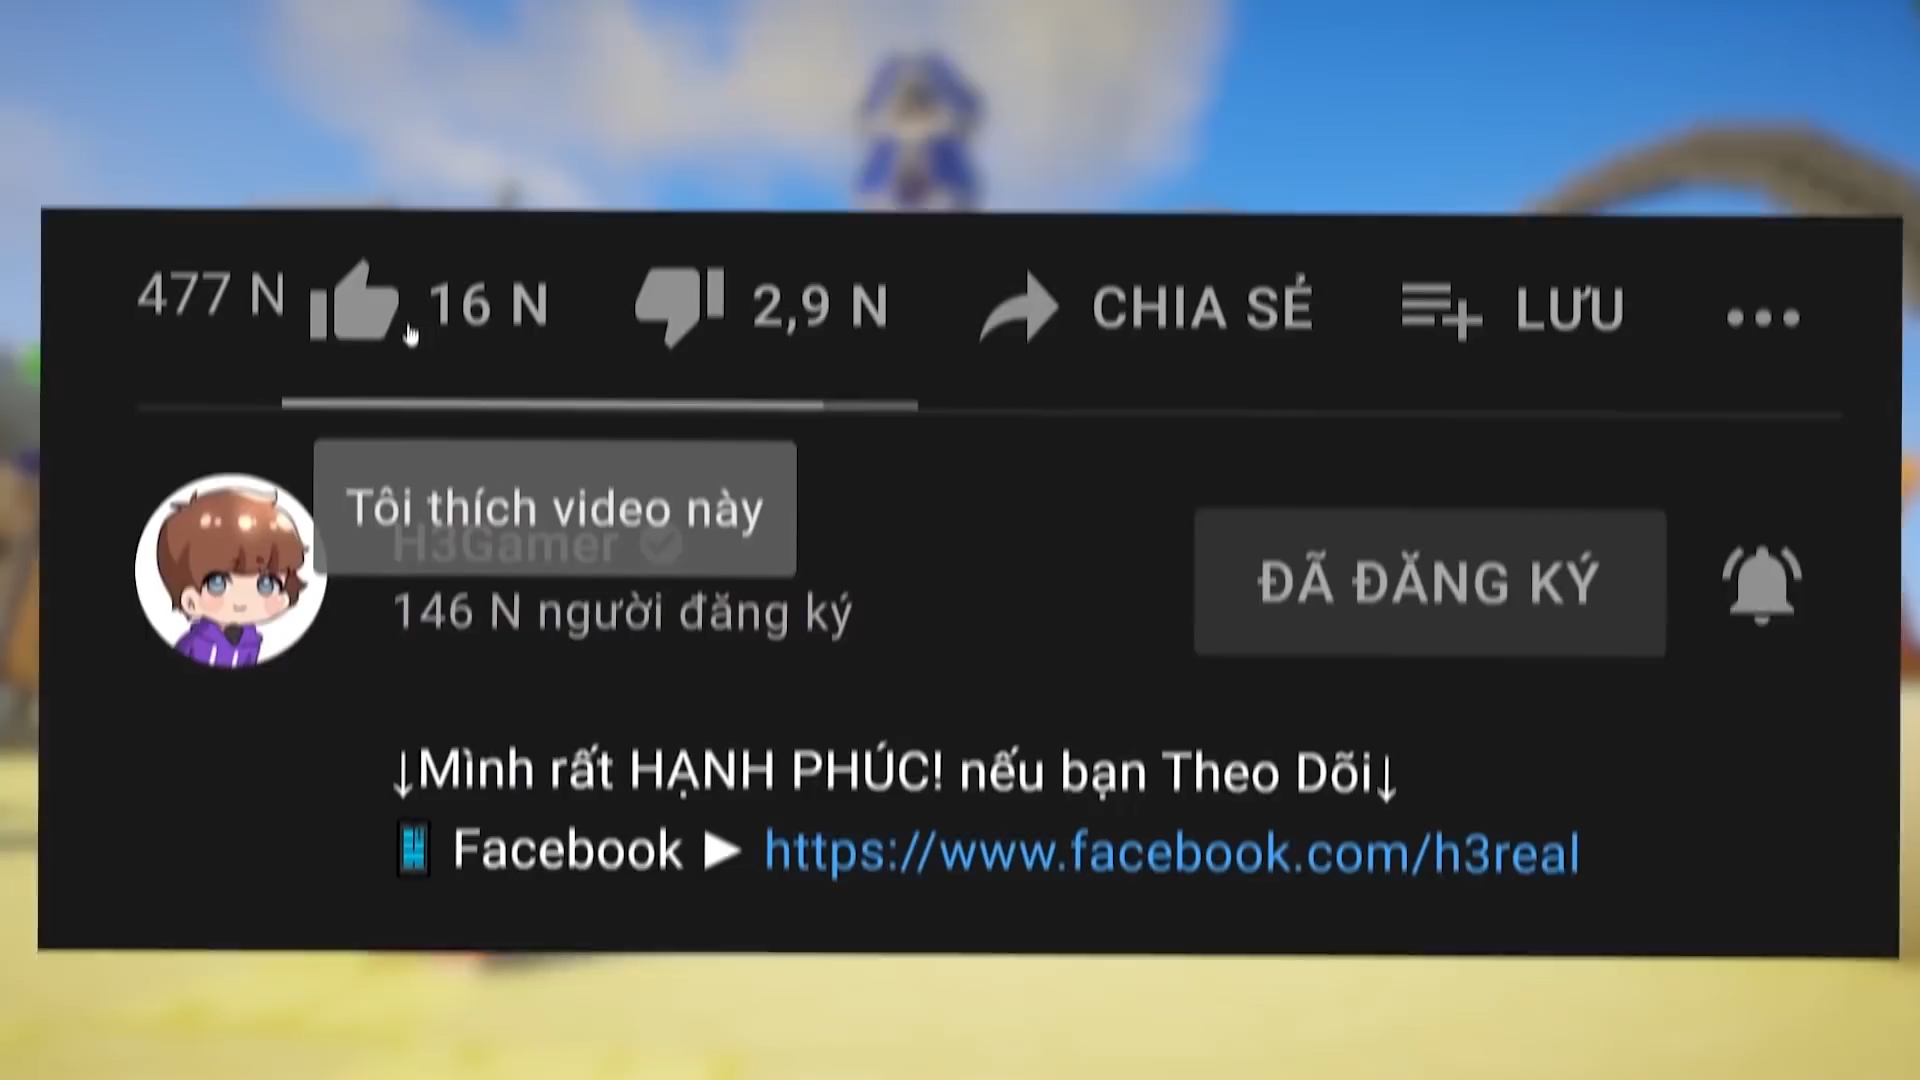 477 N 16 N 2,9 N CHIA SẺ LƯU
Tôi thích video này
H3Gamer
146 N người đăng ký
ĐÃ ĐĂNG KÝ
↓Mình rất HẠNH PHÚC! nếu bạn Theo Dõi↓
Facebook ► https://www.facebook.com/h3real